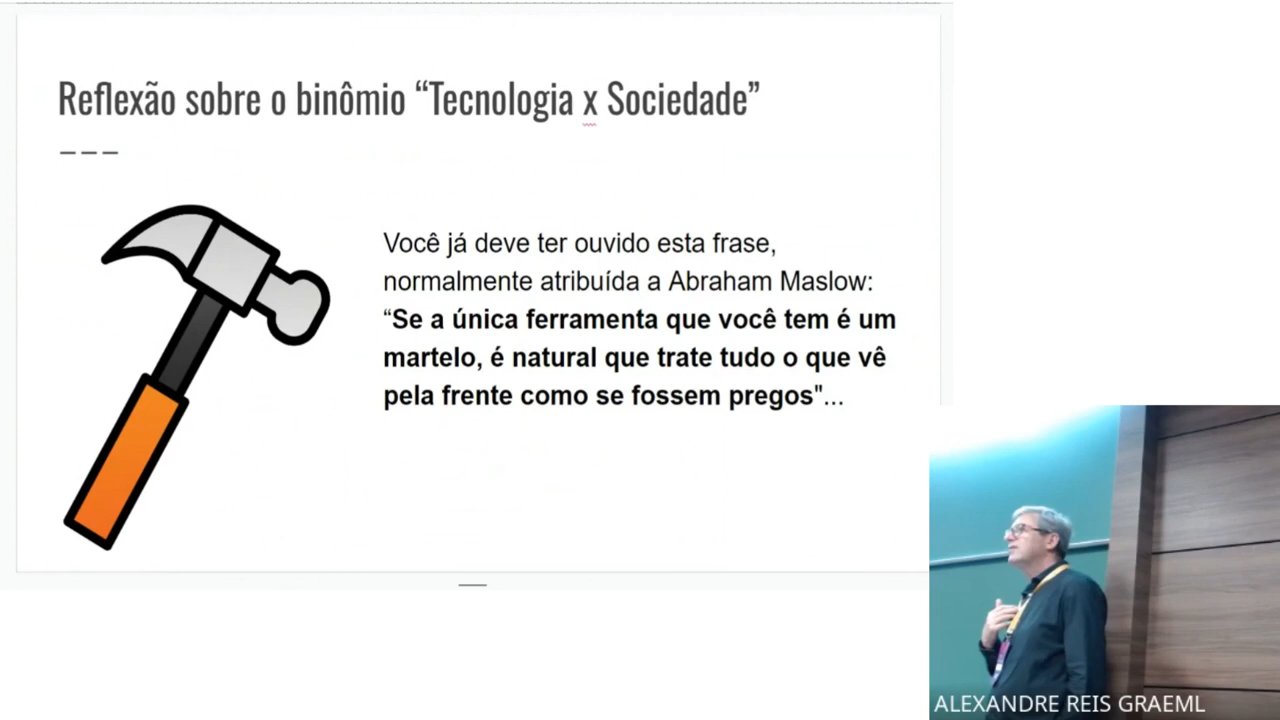 Reflexão sobre o binômio “Tecnologia x Sociedade”
Você já deve ter ouvido esta frase,
normalmente atribuída a Abraham Maslow:
“Se a única ferramenta que você tem é um
martelo, é natural que trate tudo o que vê
pela frente como se fossem pregos"...
ALEXANDRE REIS GRAEML